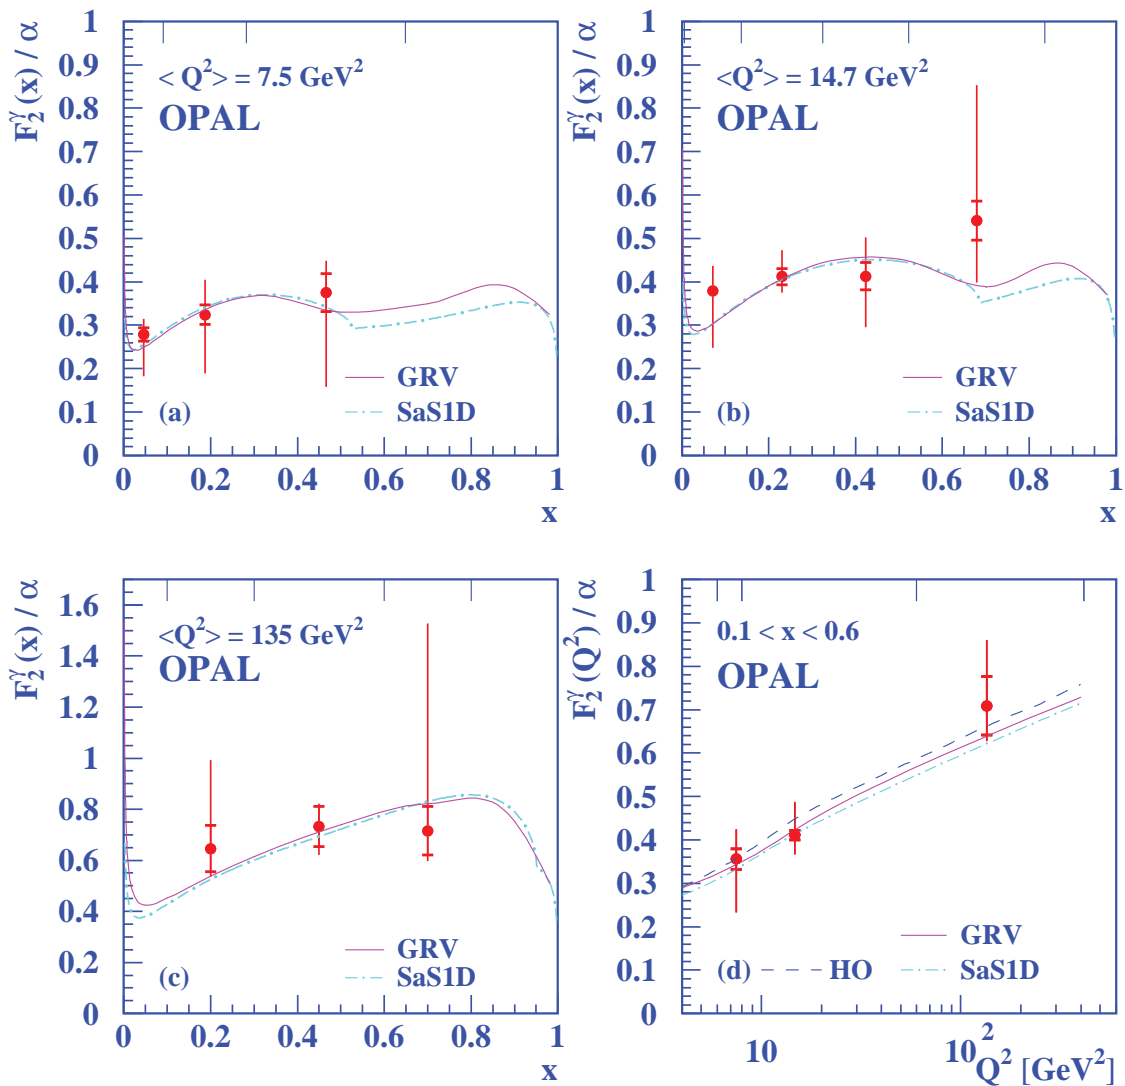 F₂^γ(x) / α
1
0.9
0.8
0.7
0.6
0.5
0.4
0.3
0.2
0.1
0
< Q²> = 7.5 GeV²
OPAL
GRV
SaS1D
(a)
0 0.2 0.4 0.6 0.8 1
x
F₂^γ(x) / α
1
0.9
0.8
0.7
0.6
0.5
0.4
0.3
0.2
0.1
0
<Q²> = 14.7 GeV²
OPAL
GRV
SaS1D
(b)
0 0.2 0.4 0.6 0.8 1
x
F₂^γ(x) / α
1.6
1.4
1.2
1
0.8
0.6
0.4
0.2
0
<Q²> = 135 GeV²
OPAL
GRV
SaS1D
(c)
0 0.2 0.4 0.6 0.8 1
x
F₂^γ(Q²) / α
1
0.9
0.8
0.7
0.6
0.5
0.4
0.3
0.2
0.1
0
0.1 < x < 0.6
OPAL
GRV
(d) HO SaS1D
10 10²
Q² [GeV²]